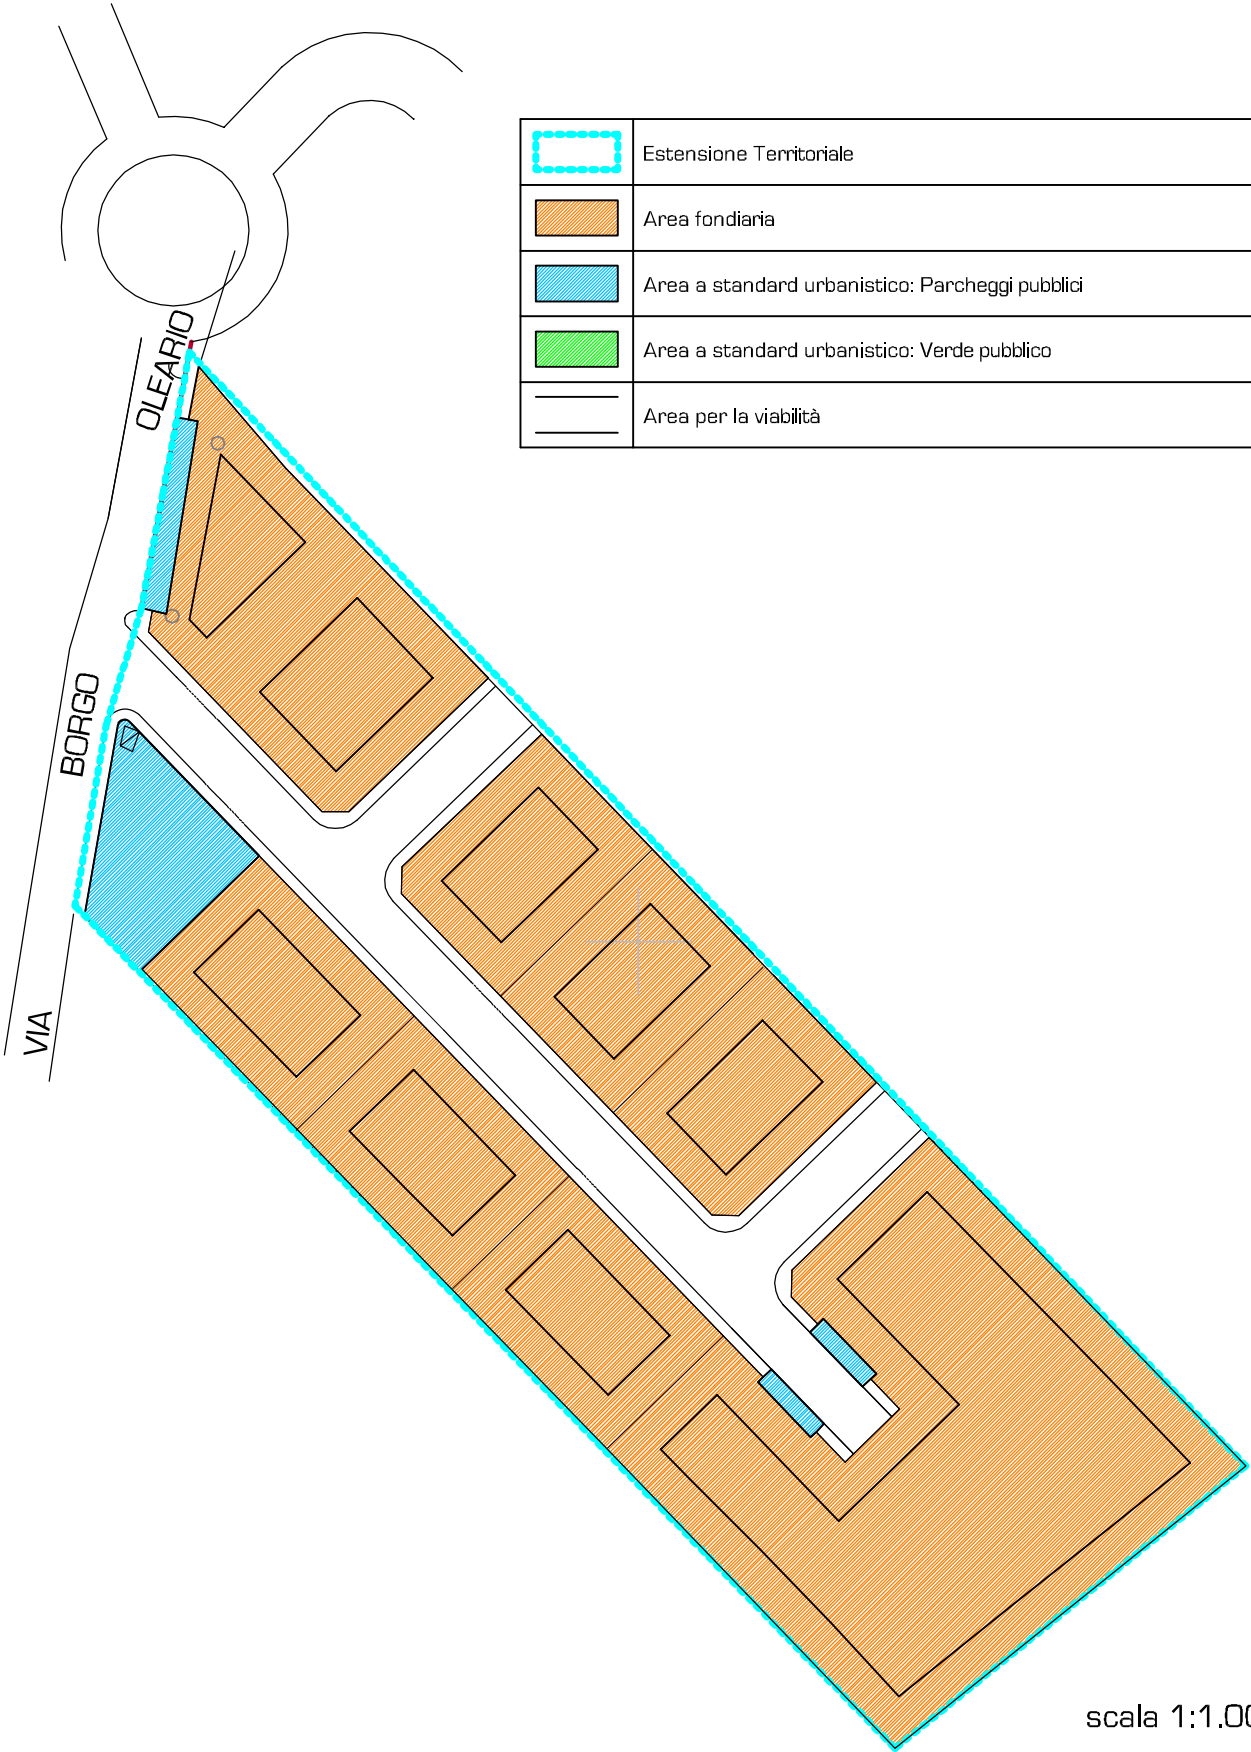 Estensione Territoriale
Area fondiaria
Area a standard urbanistico: Parcheggi pubblici
Area a standard urbanistico: Verde pubblico
Area per la viabilità
VIA BORGO OLEARIO
scala 1:1.00